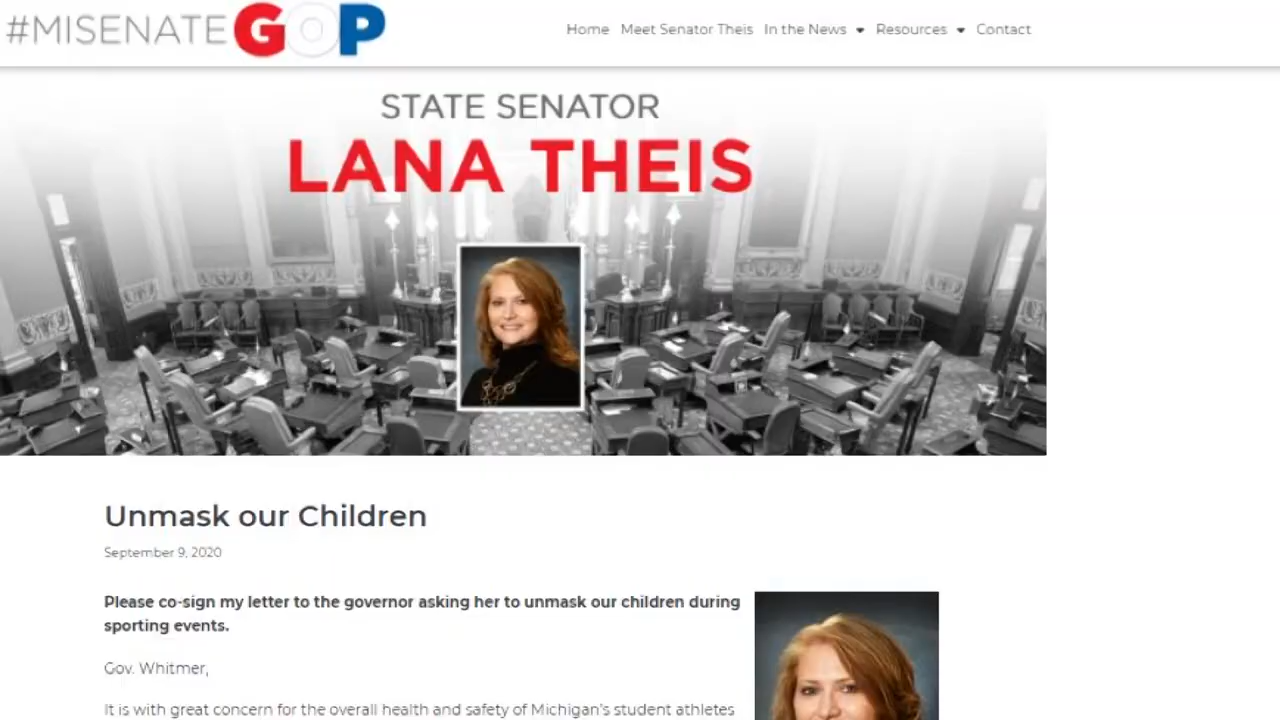 #MISENATEGOP
Home Meet Senator Theis In the News Resources Contact
STATE SENATOR
LANA THEIS
Unmask our Children
September 9, 2020
Please co-sign my letter to the governor asking her to unmask our children during
sporting events.
Gov. Whitmer,
It is with great concern for the overall health and safety of Michigan's student athletes